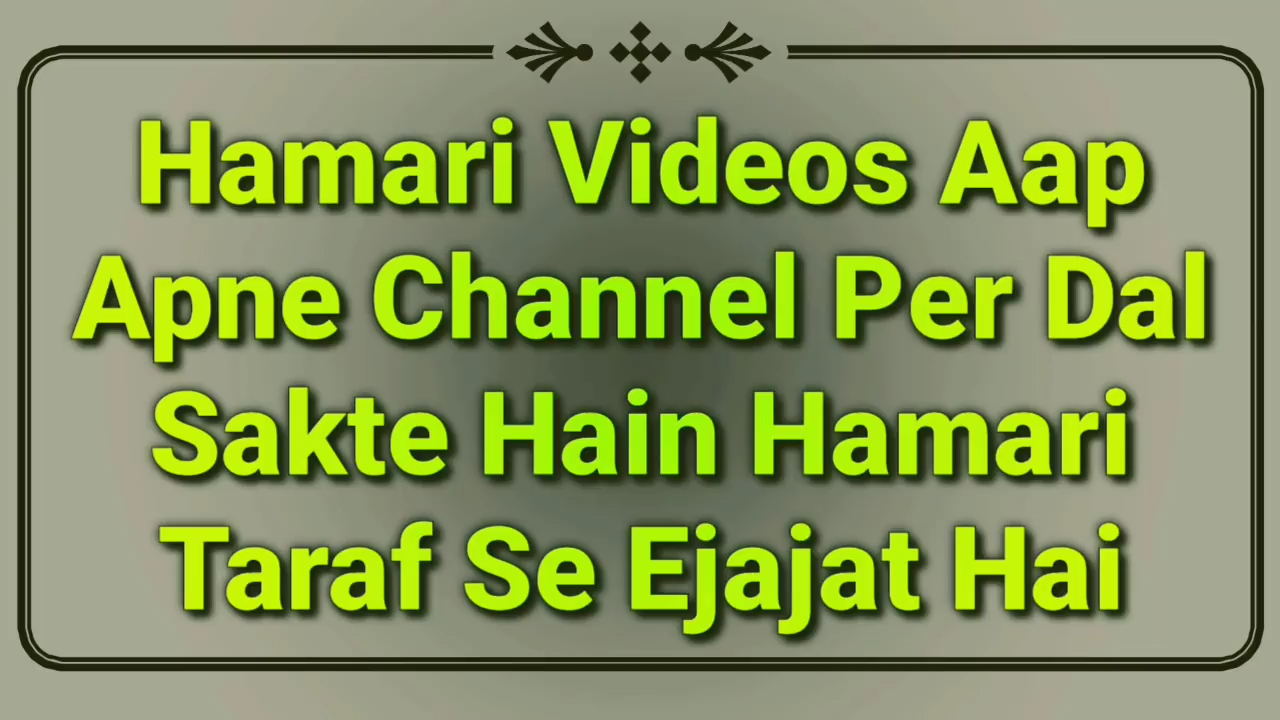 Hamari Videos Aap
Apne Channel Per Dal
Sakte Hain Hamari
Taraf Se Ejajat Hai